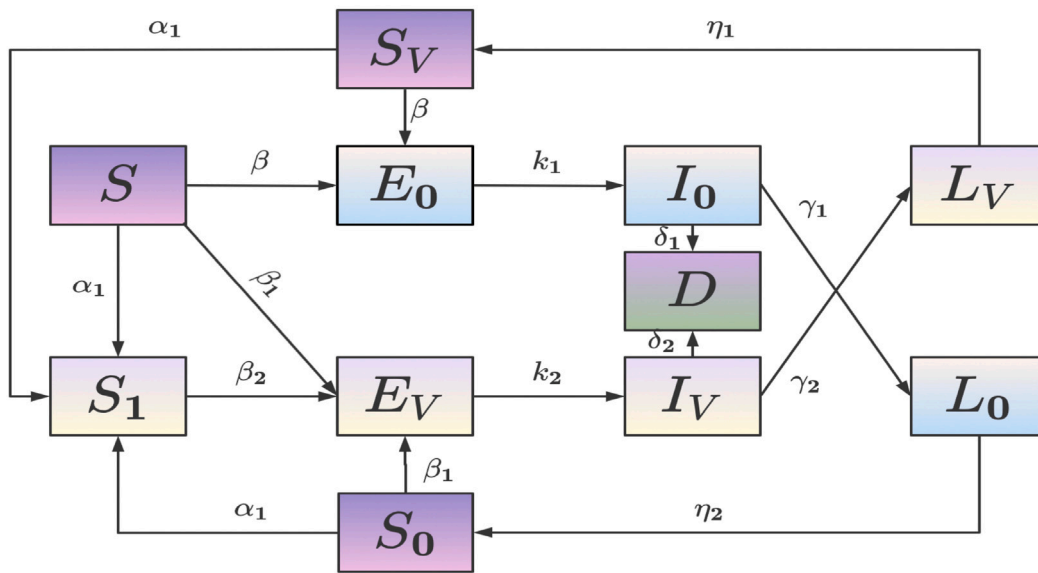 α₁
S_V
η₁
β
S
β
E₀
k₁
I₀
γ₁
L_V
δ₁
α₁
β₁
D
δ₂
S₁
β₂
E_V
k₂
I_V
γ₂
L₀
β₁
α₁
S₀
η₂